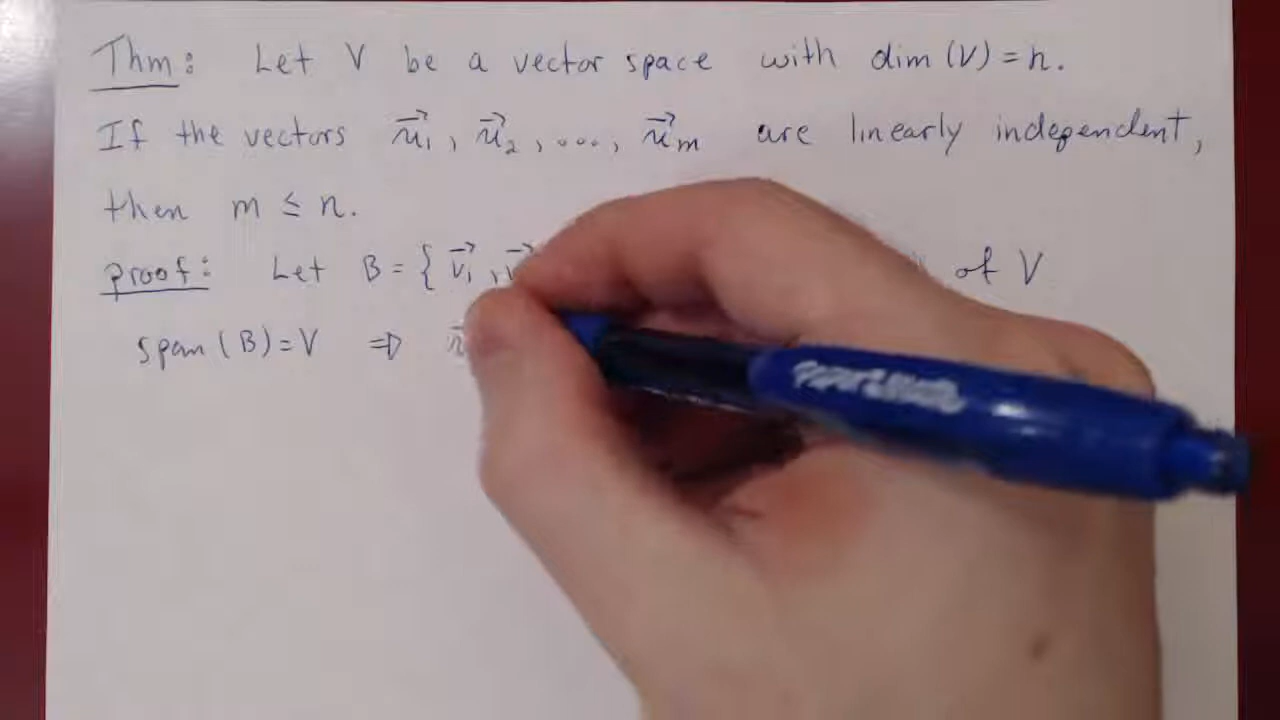 Thm: Let V be a vector space with dim (V) = n.
If the vectors u⃗₁, u⃗₂, ..., u⃗ₘ are linearly independent,
then m ≤ n.
proof: Let B = { v⃗₁, v⃗ of V
span (B) = V ⇒
PaperMate